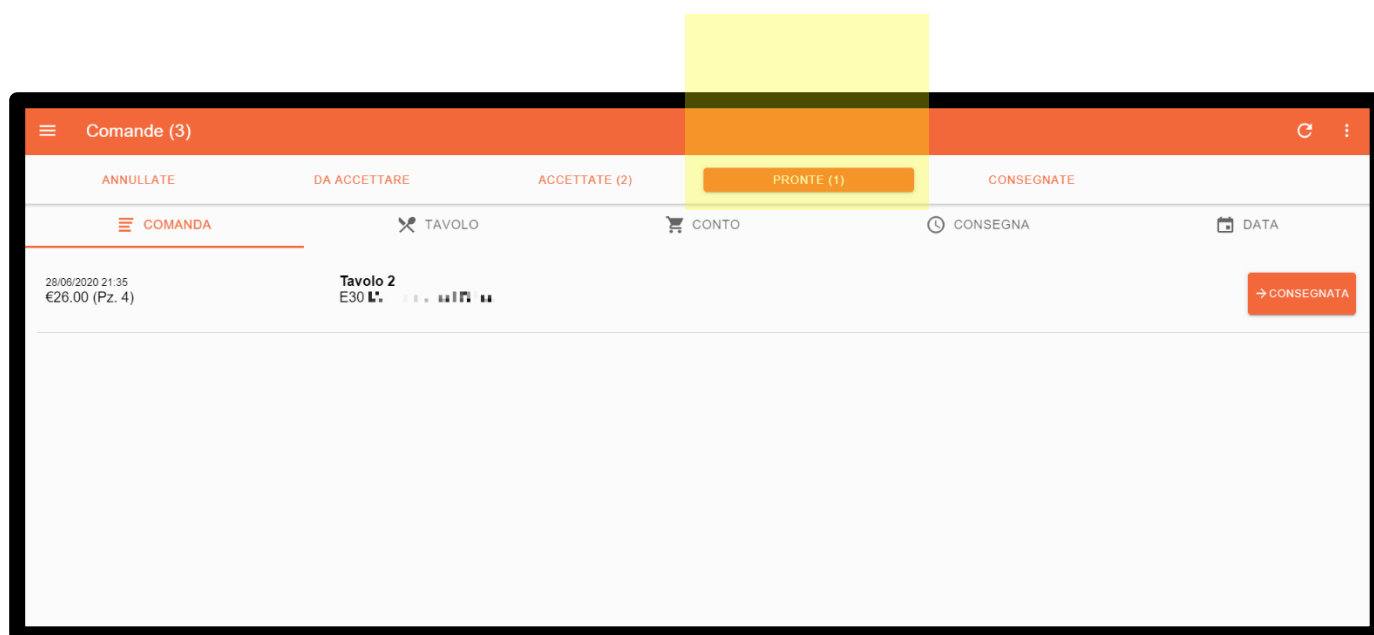 Comande (3)
ANNULLATE DA ACCETTARE ACCETTATE (2) PRONTE (1) CONSEGNATE
COMANDA TAVOLO CONTO CONSEGNA DATA
28/06/2020 21:35
€26.00 (Pz. 4)
Tavolo 2
E30
CONSEGNATA